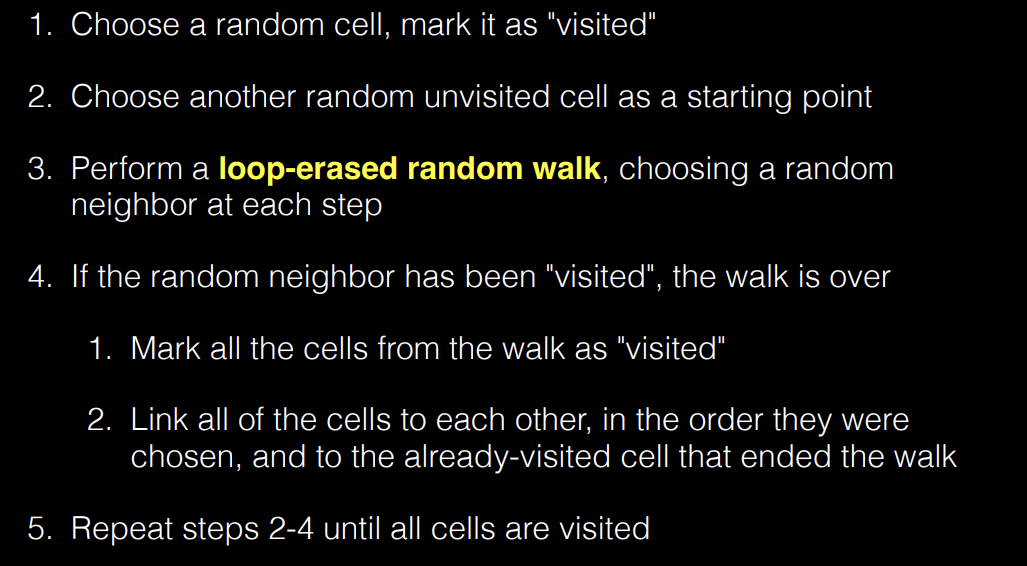 1. Choose a random cell, mark it as "visited"
2. Choose another random unvisited cell as a starting point
3. Perform a loop-erased random walk, choosing a random
neighbor at each step
4. If the random neighbor has been "visited", the walk is over
1. Mark all the cells from the walk as "visited"
2. Link all of the cells to each other, in the order they were
chosen, and to the already-visited cell that ended the walk
5. Repeat steps 2-4 until all cells are visited